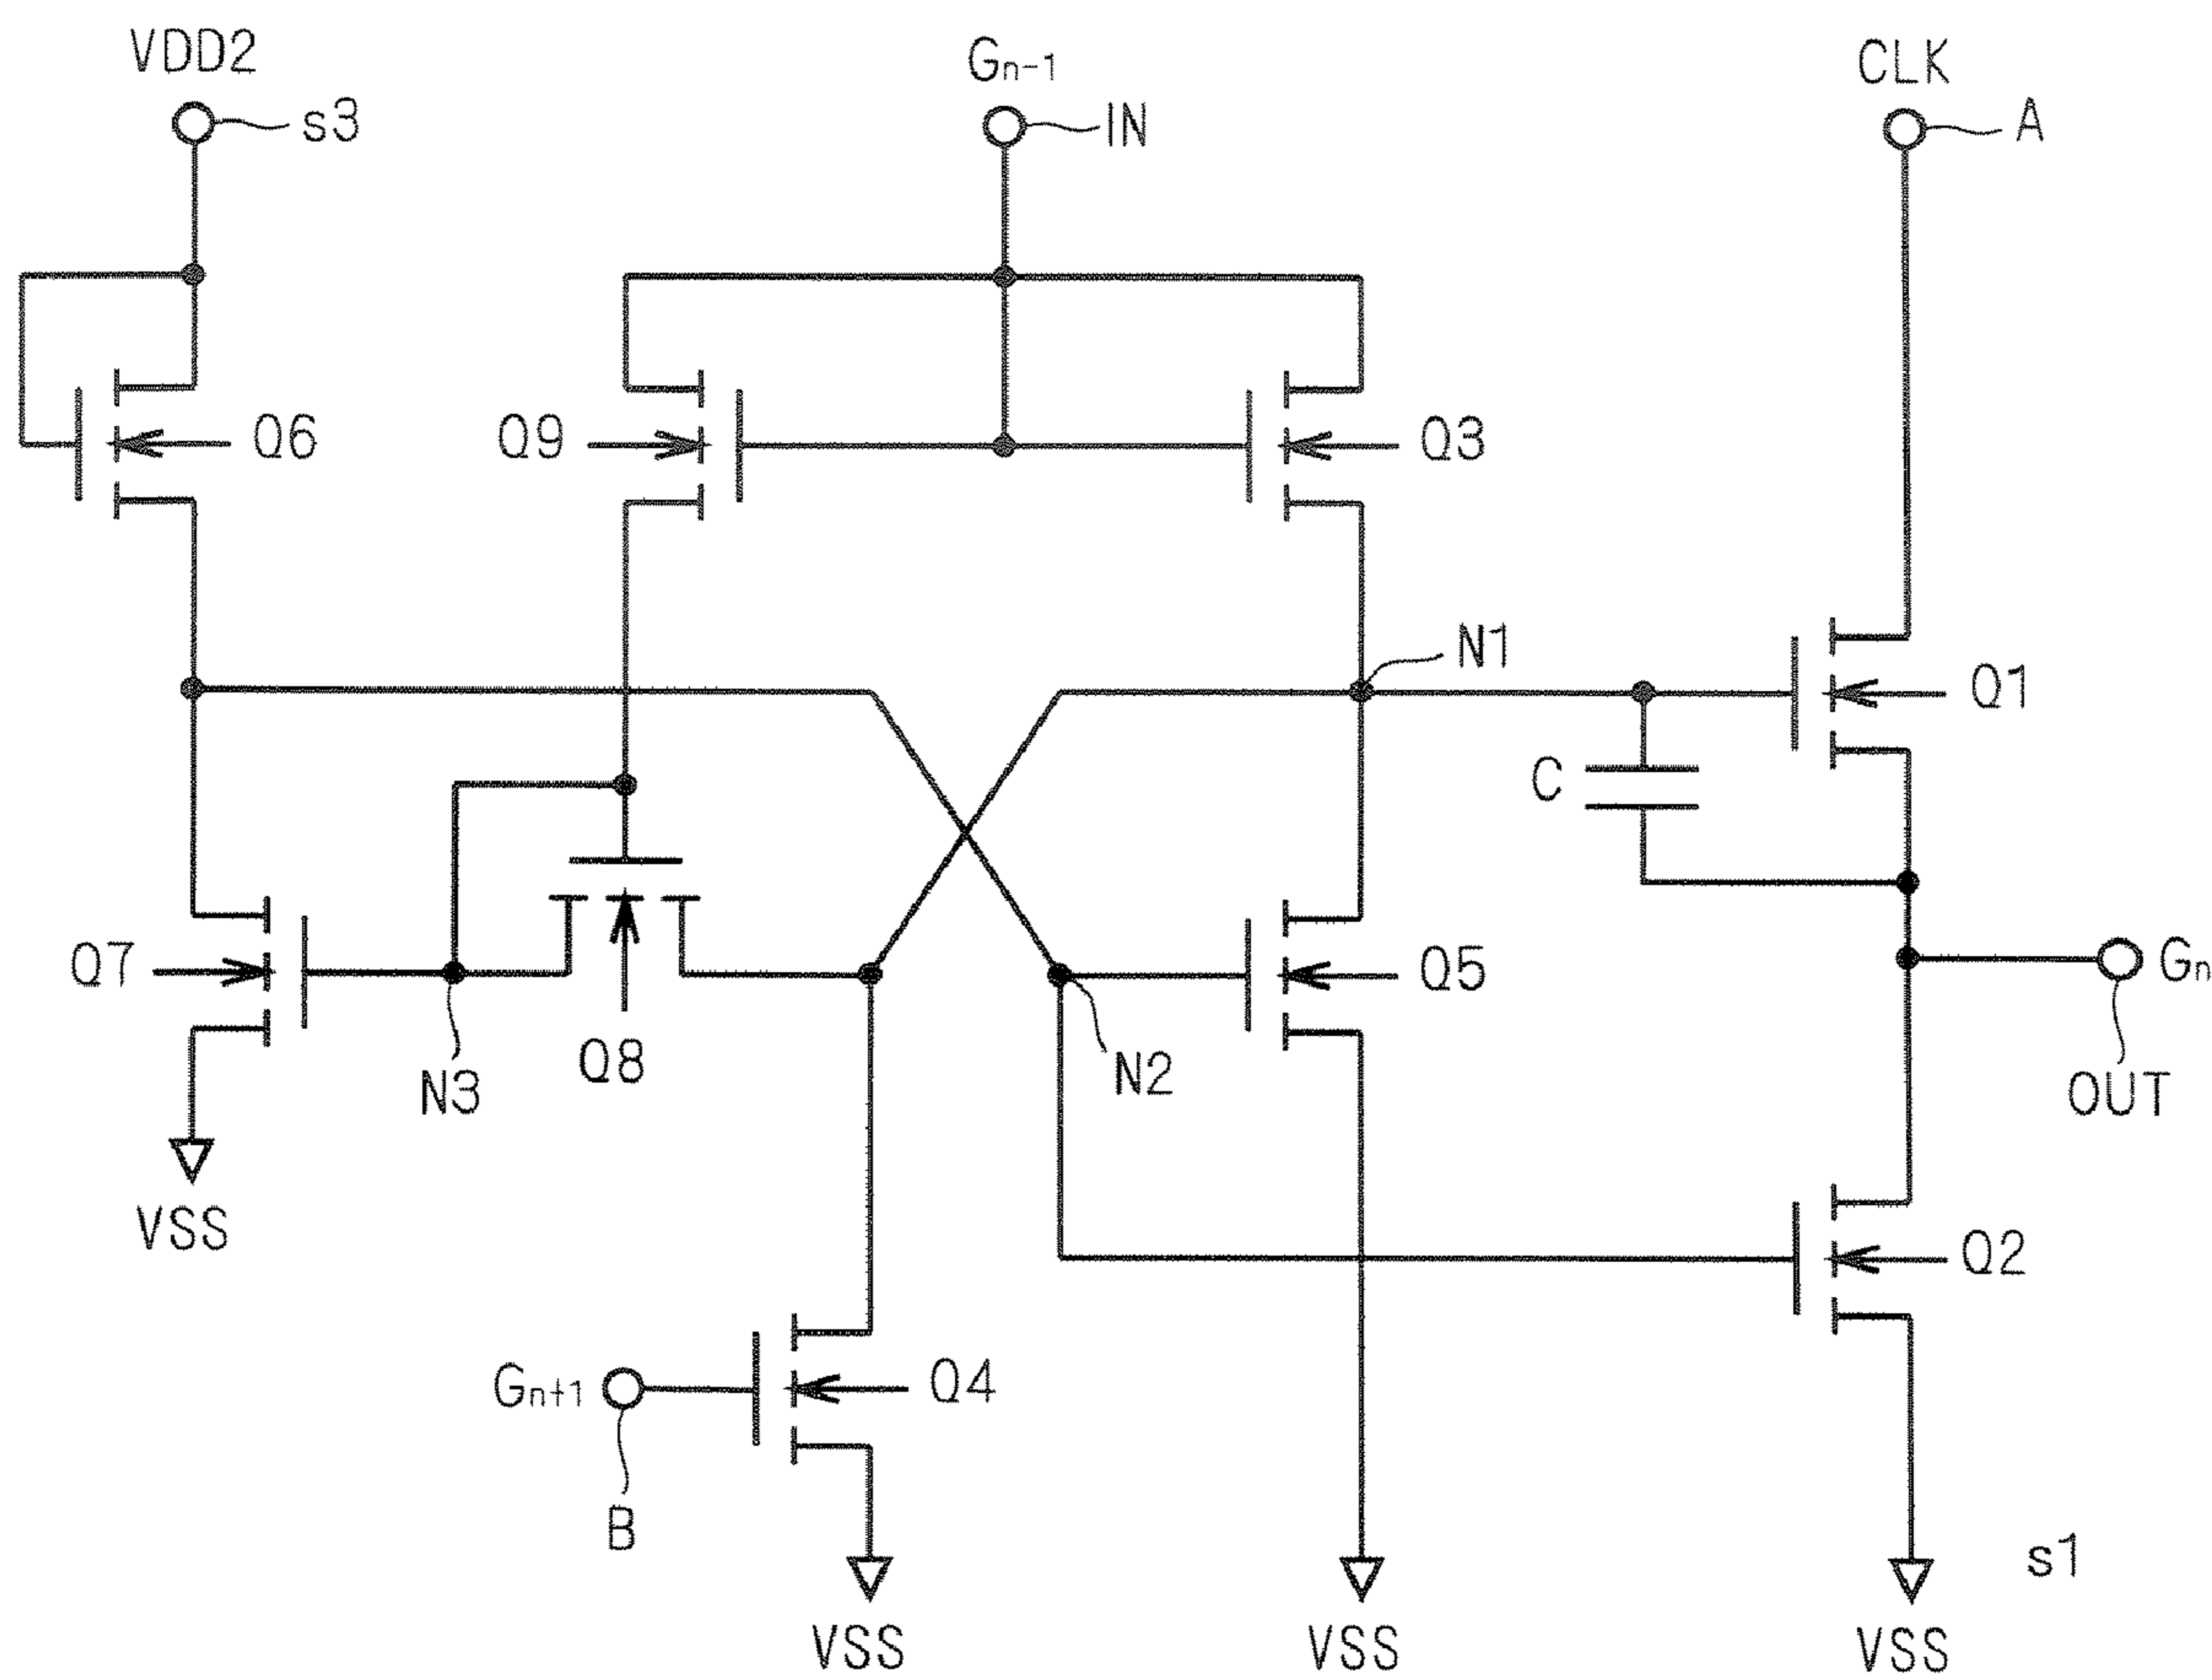 VDD2
s3
Gn-1
IN
CLK
A
Q6
Q9
Q3
N1
Q1
C
Q7
N3
Q8
N2
Q5
Gn
OUT
VSS
Q2
Gn+1
B
Q4
s1
VSS
VSS
VSS